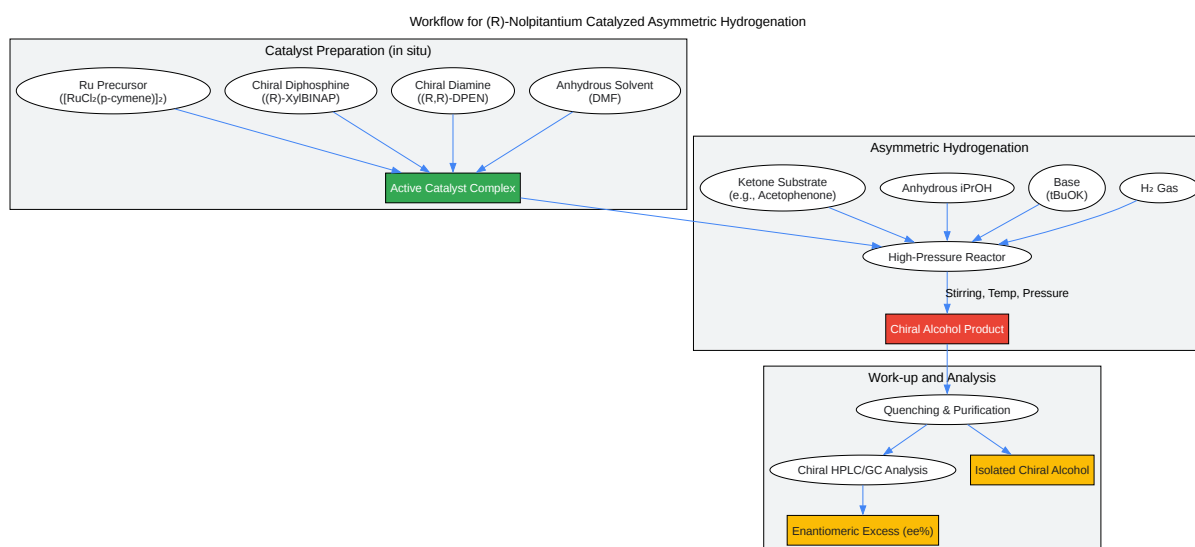 Workflow for (R)-Nolpitantium Catalyzed Asymmetric Hydrogenation
Catalyst Preparation (in situ)
Ru Precursor
([RuCl₂(p-cymene)]₂)
Chiral Diphosphine
((R)-XylBINAP)
Chiral Diamine
((R,R)-DPEN)
Anhydrous Solvent
(DMF)
Active Catalyst Complex
Asymmetric Hydrogenation
Ketone Substrate
(e.g., Acetophenone)
Anhydrous iPrOH
Base
(tBuOK)
H₂ Gas
High-Pressure Reactor
Stirring, Temp, Pressure
Chiral Alcohol Product
Work-up and Analysis
Quenching & Purification
Chiral HPLC/GC Analysis
Isolated Chiral Alcohol
Enantiomeric Excess (ee%)